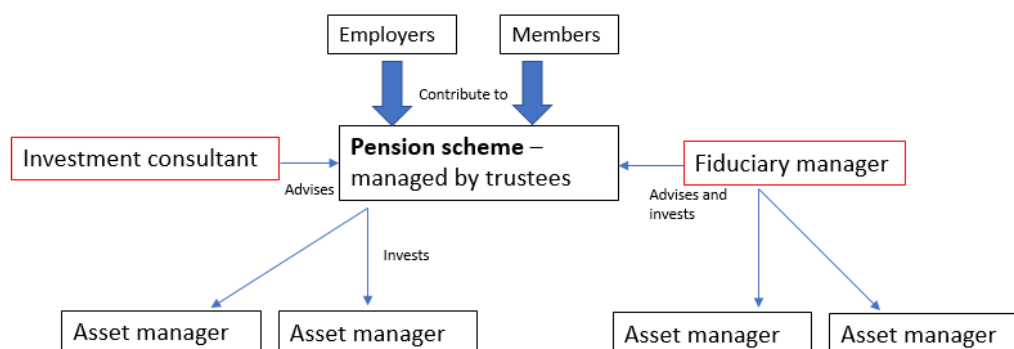 Employers
Members
Contribute to
Pension scheme –
managed by trustees
Investment consultant
Advises
Fiduciary manager
Advises and
invests
Invests
Asset manager
Asset manager
Asset manager
Asset manager